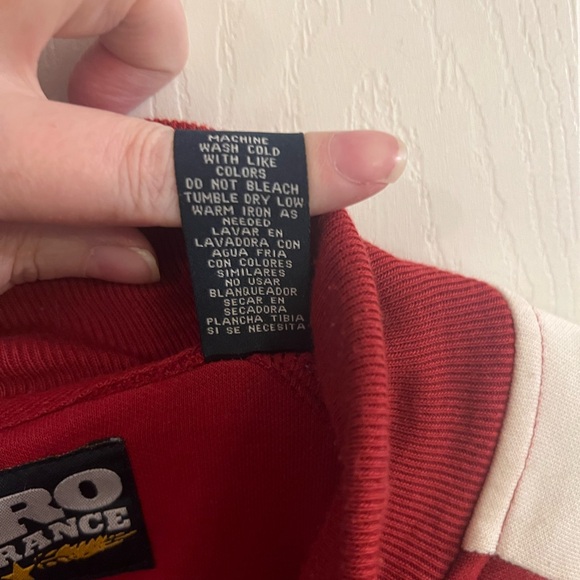 MACHINE
WASH COLD
WITH LIKE
COLORS
DO NOT BLEACH
TUMBLE DRY LOW
WARM IRON AS
NEEDED
LAVAR EN
LAVADORA CON
AGUA FRIA
CON COLORES
SIMILARES
NO USAR
BLANQUEADOR
SECAR EN
SECADORA
PLANCHA TIBIA
SI SE NECESITA
RO
RANCE